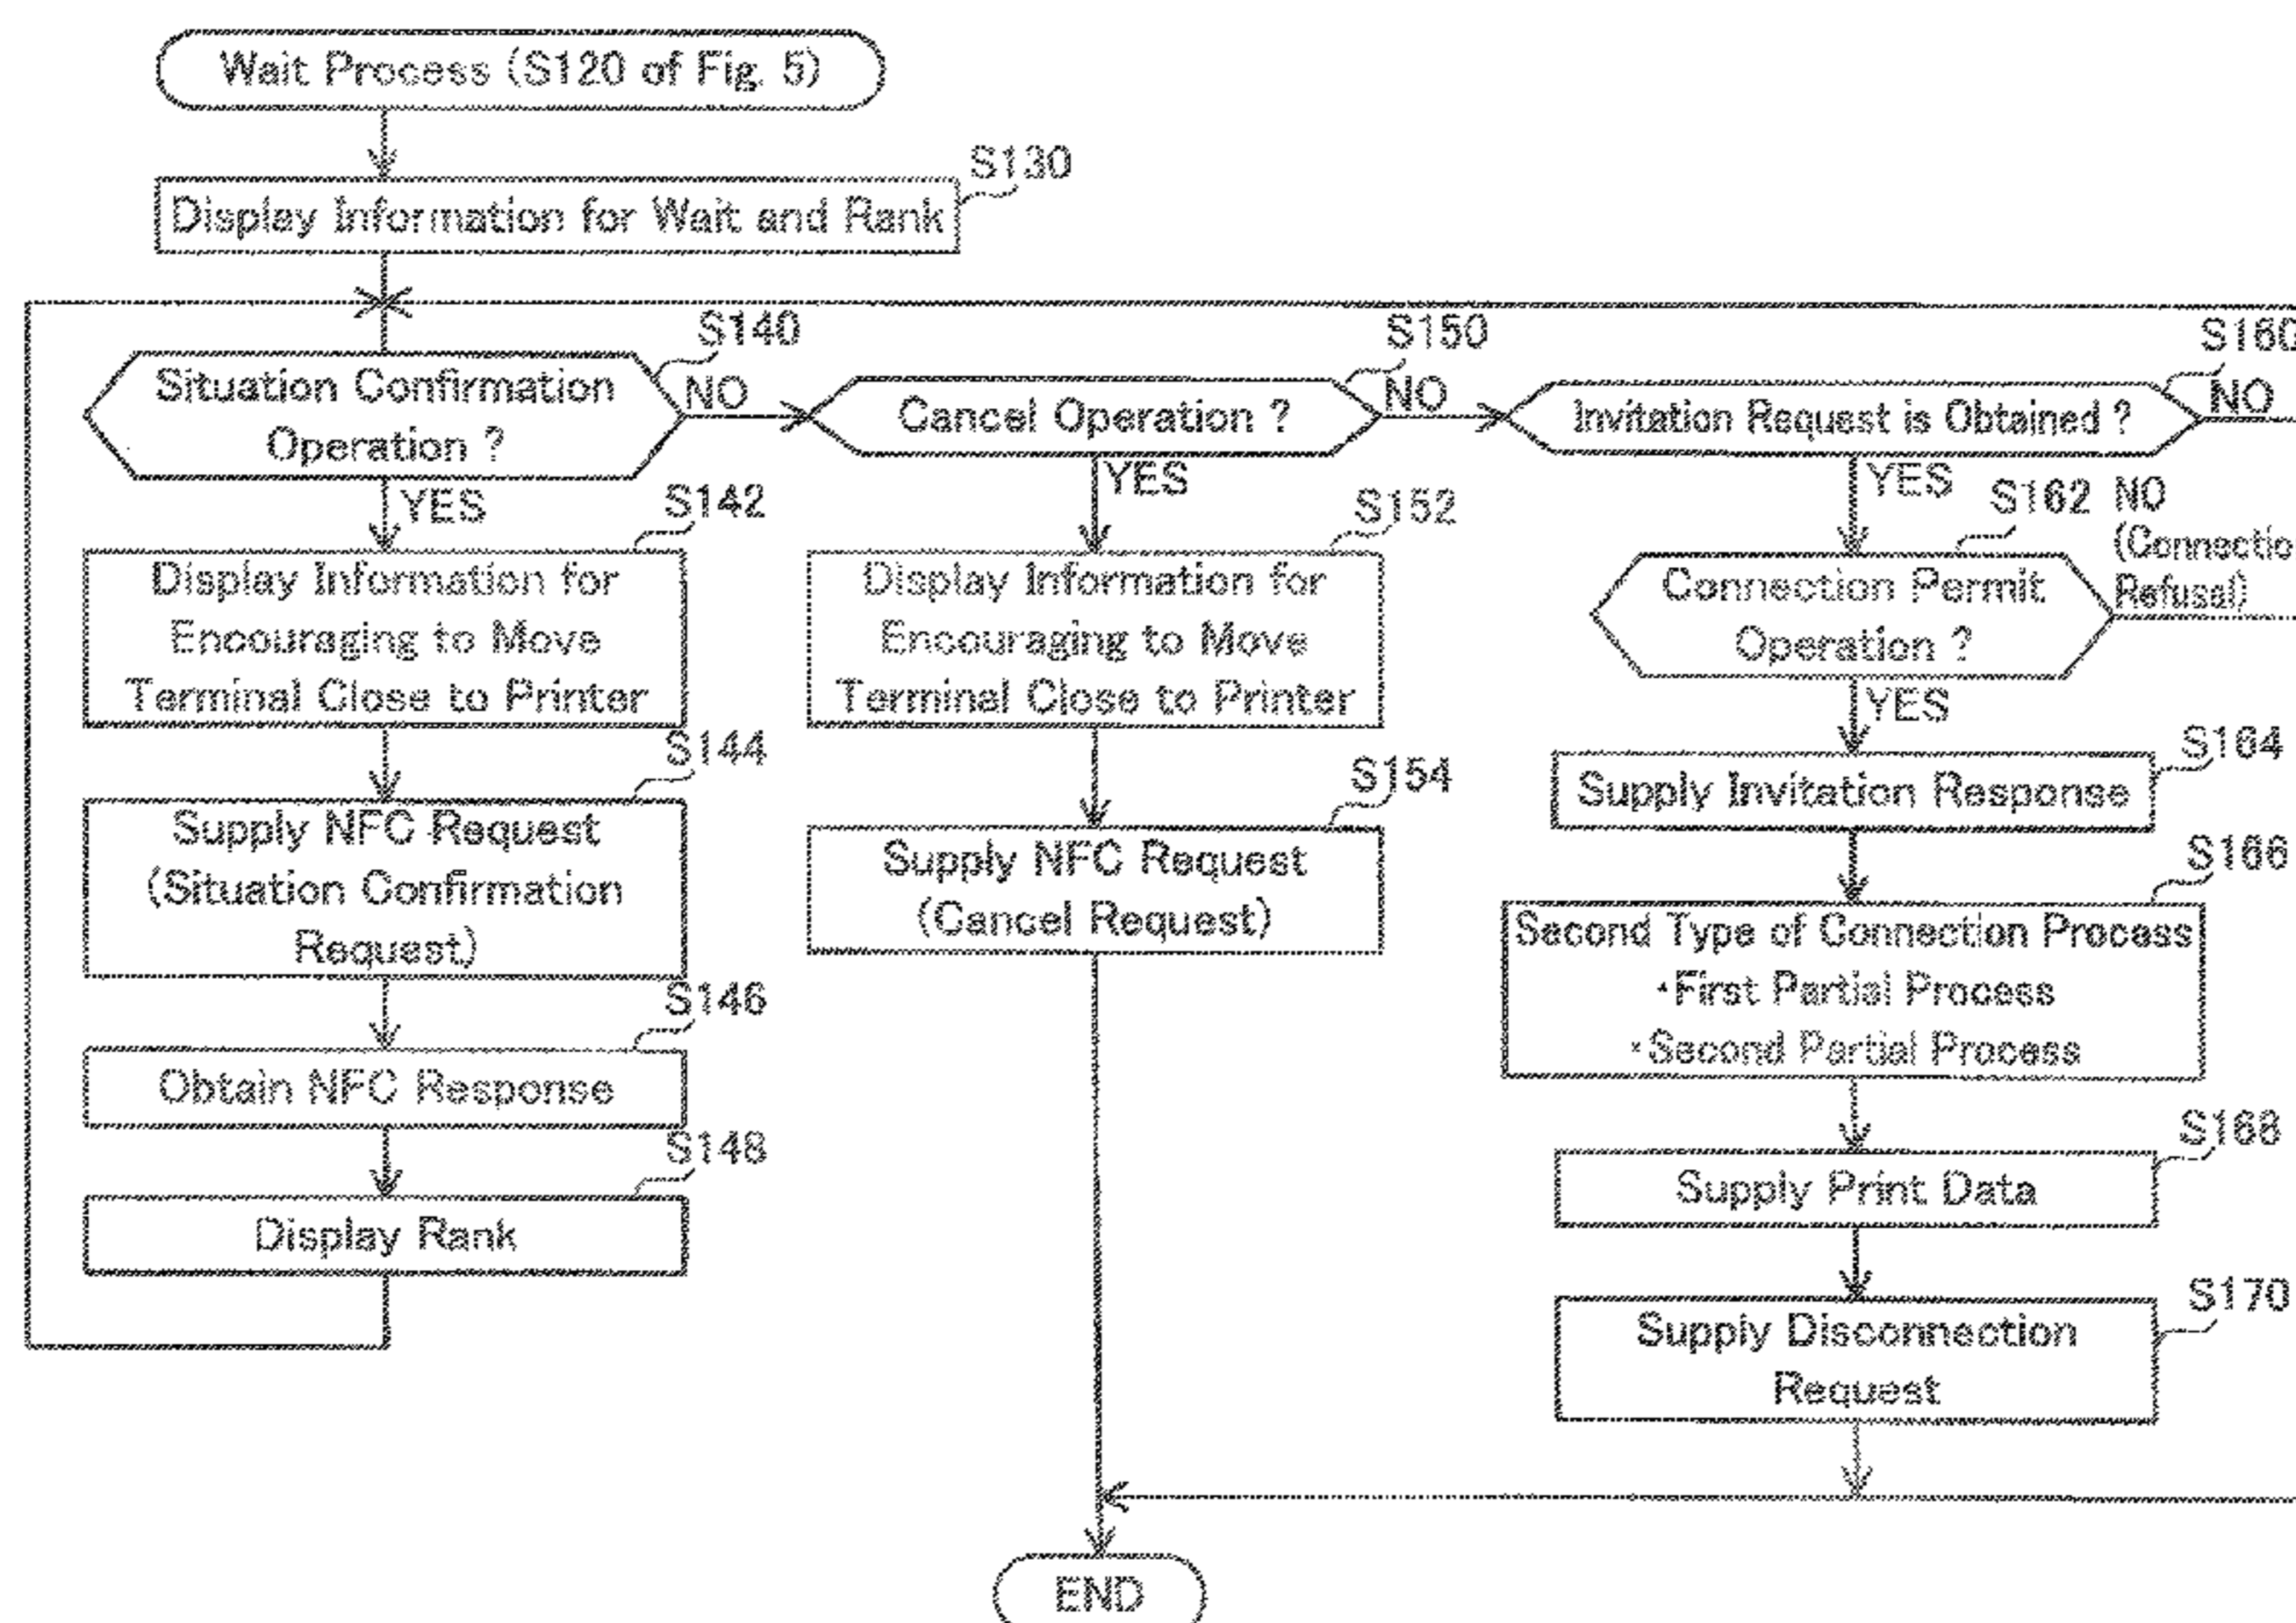 Wait Process (S120 of Fig. 5)
S130
Display Information for Wait and Rank
S140
Situation Confirmation
Operation ?
NO
YES
S142
Display Information for
Encouraging to Move
Terminal Close to Printer
S144
Supply NFC Request
(Situation Confirmation
Request)
S146
Obtain NFC Response
S148
Display Rank
S150
Cancel Operation ?
NO
YES
S152
Display Information for
Encouraging to Move
Terminal Close to Printer
S154
Supply NFC Request
(Cancel Request)
S160
Invitation Request is Obtained ?
NO
YES
S162
NO
(Connectio
Refusal)
Connection Permit
Operation ?
YES
S164
Supply Invitation Response
S166
Second Type of Connection Process
・First Partial Process
・Second Partial Process
S168
Supply Print Data
S170
Supply Disconnection
Request
END